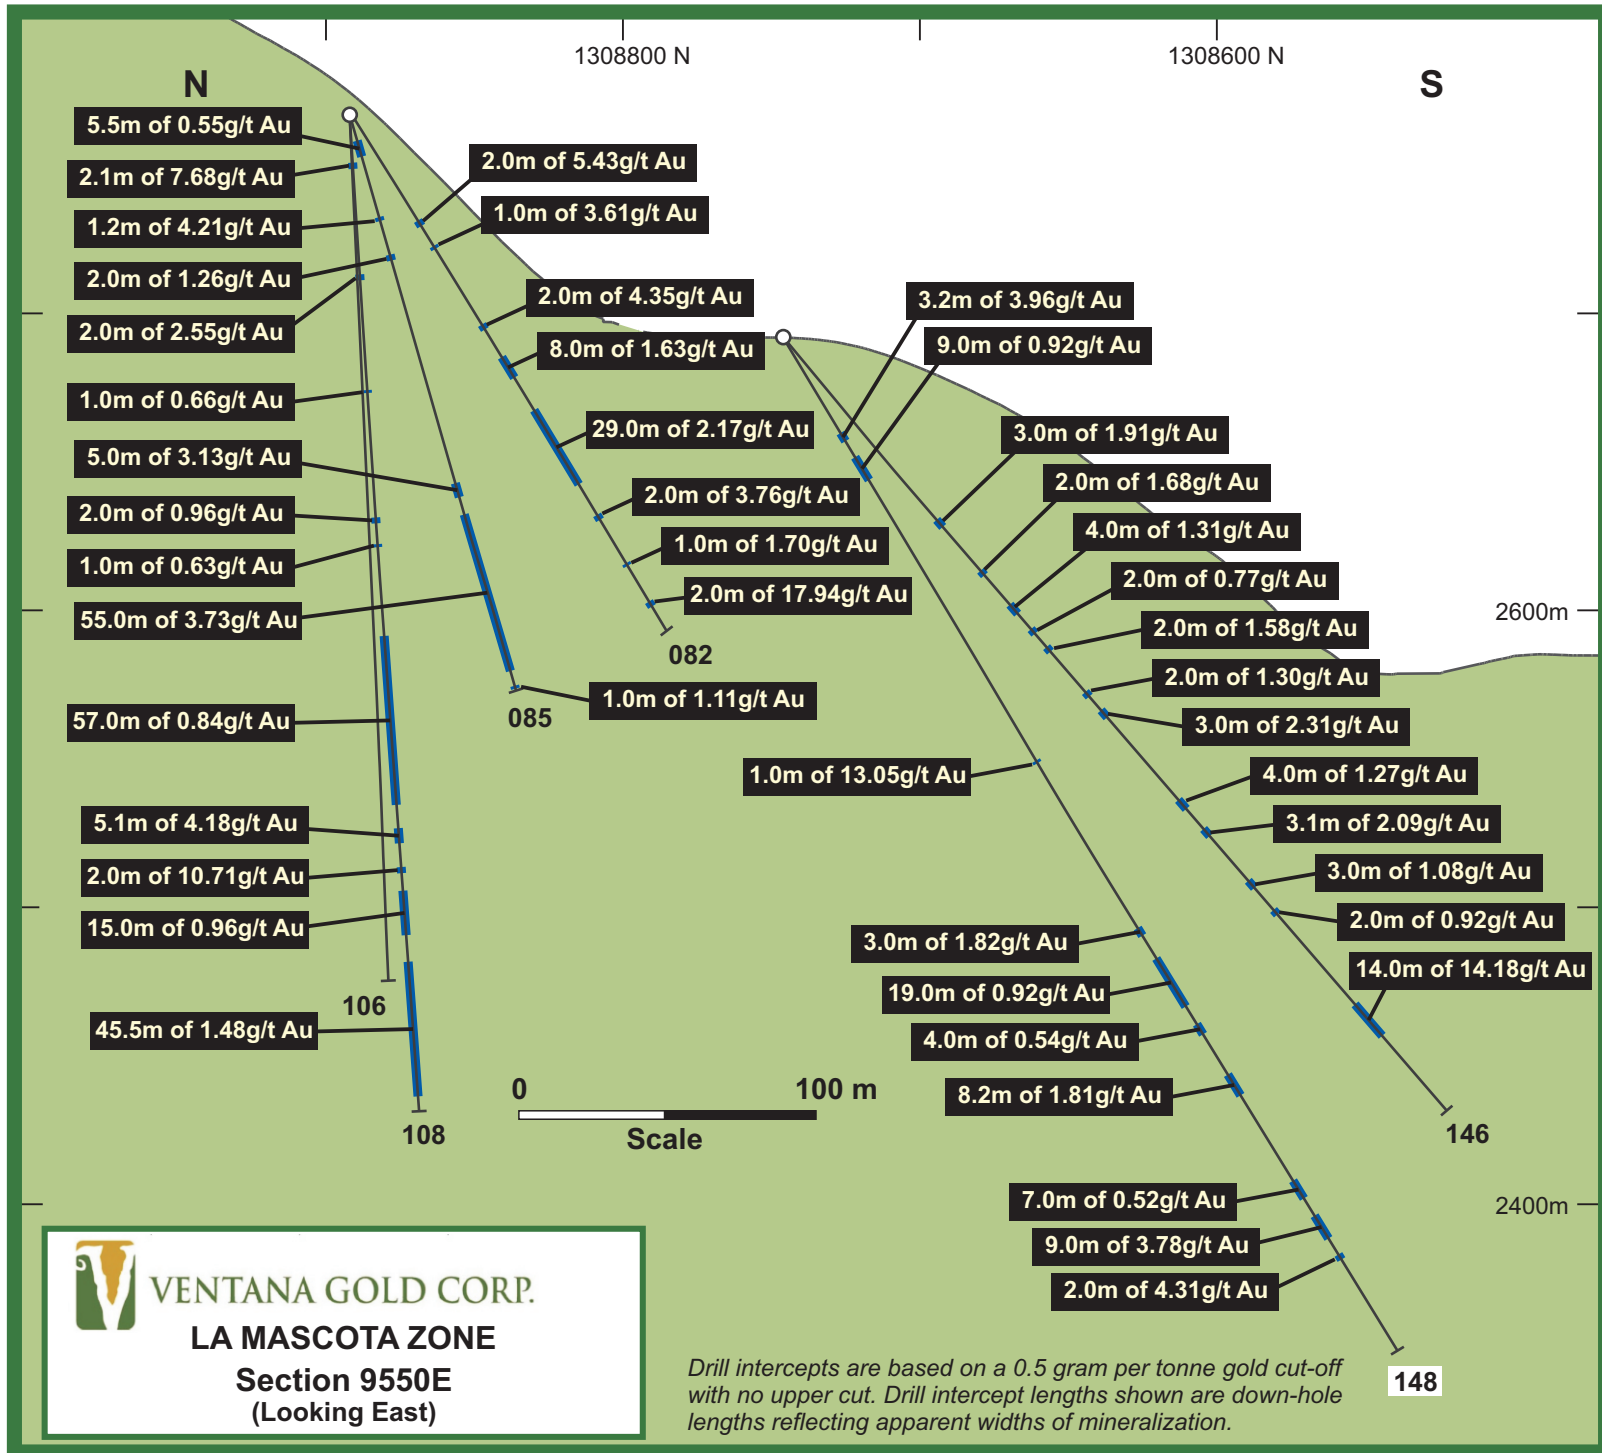 1308800 N
1308600 N
N
S
5.5m of 0.55g/t Au
2.1m of 7.68g/t Au
1.2m of 4.21g/t Au
2.0m of 1.26g/t Au
2.0m of 2.55g/t Au
1.0m of 0.66g/t Au
5.0m of 3.13g/t Au
2.0m of 0.96g/t Au
1.0m of 0.63g/t Au
55.0m of 3.73g/t Au
57.0m of 0.84g/t Au
5.1m of 4.18g/t Au
2.0m of 10.71g/t Au
15.0m of 0.96g/t Au
106
45.5m of 1.48g/t Au
108
2.0m of 5.43g/t Au
1.0m of 3.61g/t Au
2.0m of 4.35g/t Au
8.0m of 1.63g/t Au
29.0m of 2.17g/t Au
2.0m of 3.76g/t Au
1.0m of 1.70g/t Au
2.0m of 17.94g/t Au
082
1.0m of 1.11g/t Au
085
3.2m of 3.96g/t Au
9.0m of 0.92g/t Au
3.0m of 1.91g/t Au
2.0m of 1.68g/t Au
4.0m of 1.31g/t Au
2.0m of 0.77g/t Au
2.0m of 1.58g/t Au
2.0m of 1.30g/t Au
3.0m of 2.31g/t Au
4.0m of 1.27g/t Au
3.1m of 2.09g/t Au
3.0m of 1.08g/t Au
2.0m of 0.92g/t Au
14.0m of 14.18g/t Au
146
2600m
2400m
1.0m of 13.05g/t Au
3.0m of 1.82g/t Au
19.0m of 0.92g/t Au
4.0m of 0.54g/t Au
8.2m of 1.81g/t Au
7.0m of 0.52g/t Au
9.0m of 3.78g/t Au
2.0m of 4.31g/t Au
148
0 100 m
Scale
VENTANA GOLD CORP.
LA MASCOTA ZONE
Section 9550E
(Looking East)
Drill intercepts are based on a 0.5 gram per tonne gold cut-off
with no upper cut. Drill intercept lengths shown are down-hole
lengths reflecting apparent widths of mineralization.